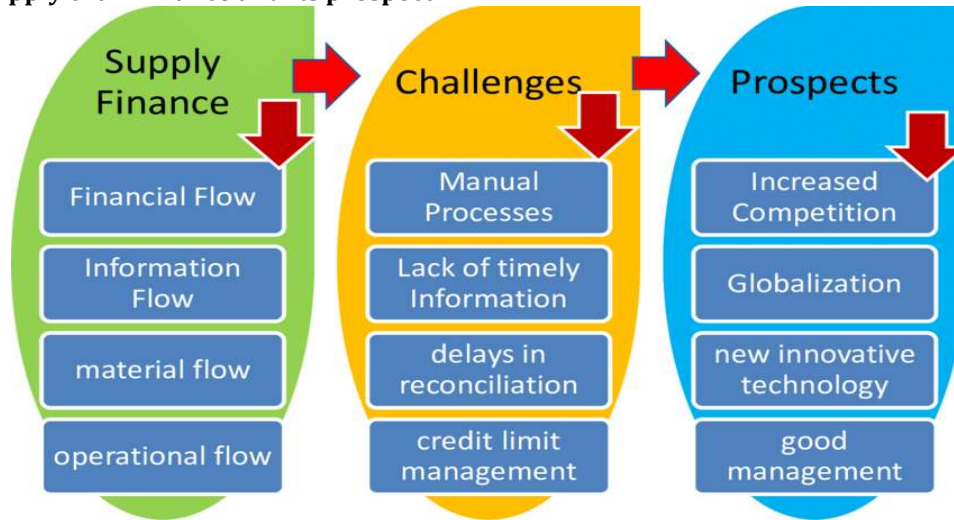 Supply
Finance
Financial Flow
Information
Flow
material flow
operational flow
Challenges
Manual
Processes
Lack of timely
Information
delays in
reconciliation
credit limit
management
Prospects
Increased
Competition
Globalization
new innovative
technology
good
management